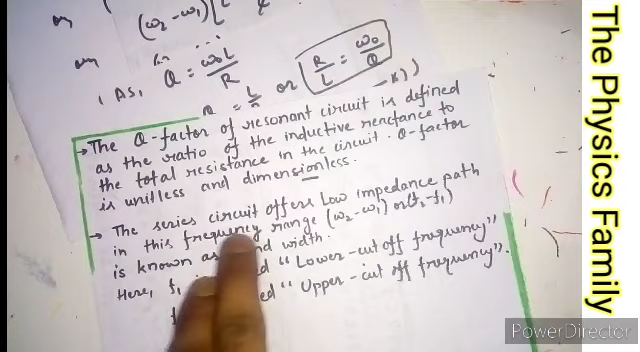 (ω₂ - ω₁)
AS, Q = ω₀L/R
or R/L = ω₀/Q
→ The Q-factor of resonant circuit is defined
as the ratio of the inductive reactance to
the total resistance in the circuit. Q-factor
is unitless and dimensionless.
→ The series circuit offers Low impedance path
in this frequency range (ω₂-ω₁) or (f₂-f₁)
is known as width.
Here, f₁ "Lower-cut off frequency"
"Upper-cut off frequency".
The Physics Family
PowerDirector